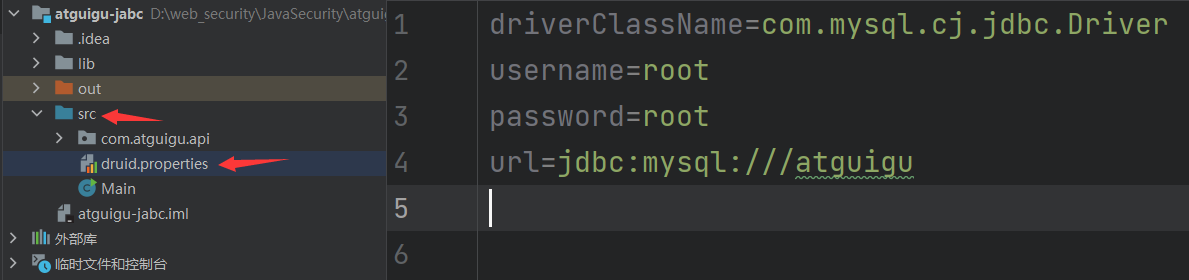 atguigu-jabc D:\web_security\JavaSecurity\atguig
.idea
lib
out
src
com.atguigu.api
druid.properties
Main
atguigu-jabc.iml
外部库
临时文件和控制台
1 driverClassName=com.mysql.cj.jdbc.Driver
2 username=root
3 password=root
4 url=jdbc:mysql:///atguigu
5
6